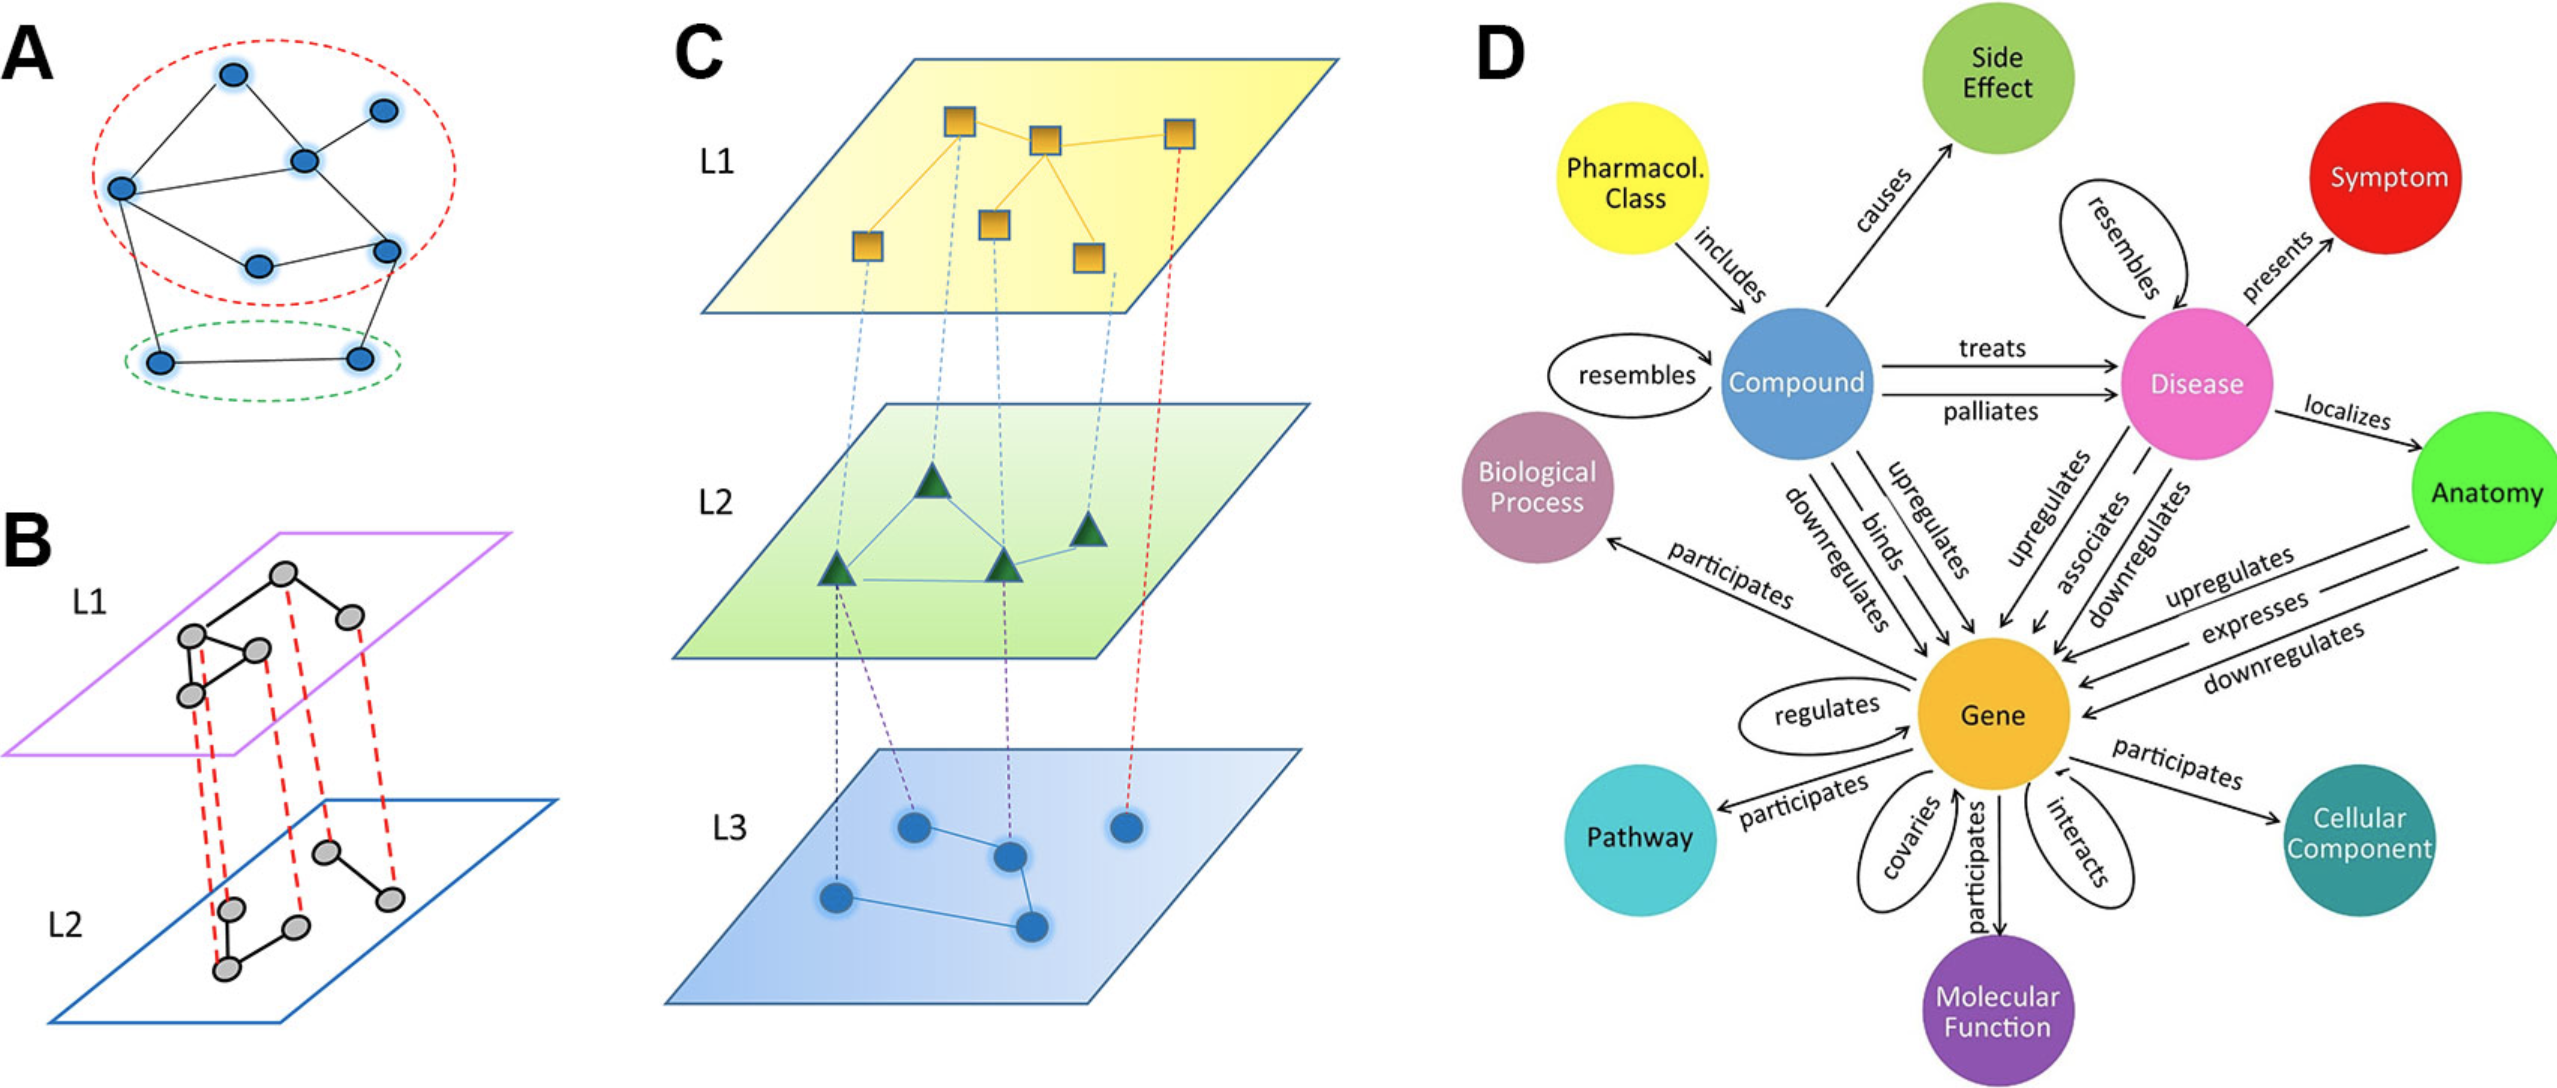 A
B
L1
L2
C
L1
L2
L3
D
Side
Effect
Pharmacol.
Class
Symptom
causes
includes
resembles
presents
resembles
Compound
treats
palliates
Disease
localizes
Biological
Process
Anatomy
downregulates
binds
upregulates
upregulates
associates
downregulates
participates
upregulates
expresses
downregulates
regulates
Gene
participates
participates
Pathway
covaries
participates
interacts
Cellular
Component
Molecular
Function